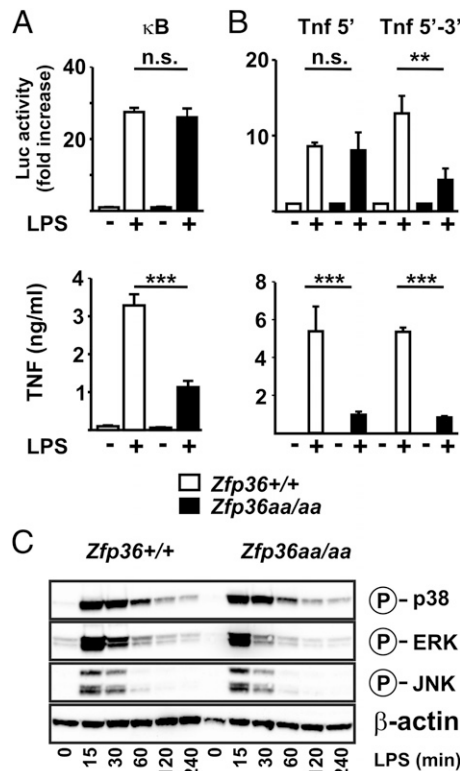 A
κB
B
Tnf 5' Tnf 5'-3'
n.s.
n.s.
**
Luc activity
(fold increase)
40
20
20
10
LPS - + - + - + - + - + - +
***
***
***
TNF (ng/ml)
4
3
2
1
8
6
4
2
LPS - + - + - + - + - + - +
Zfp36+/+
Zfp36aa/aa
C
Zfp36+/+ Zfp36aa/aa
P - p38
P - ERK
P - JNK
β-actin
0 15 30 60 120 240 0 15 30 60 120 240 LPS (min)